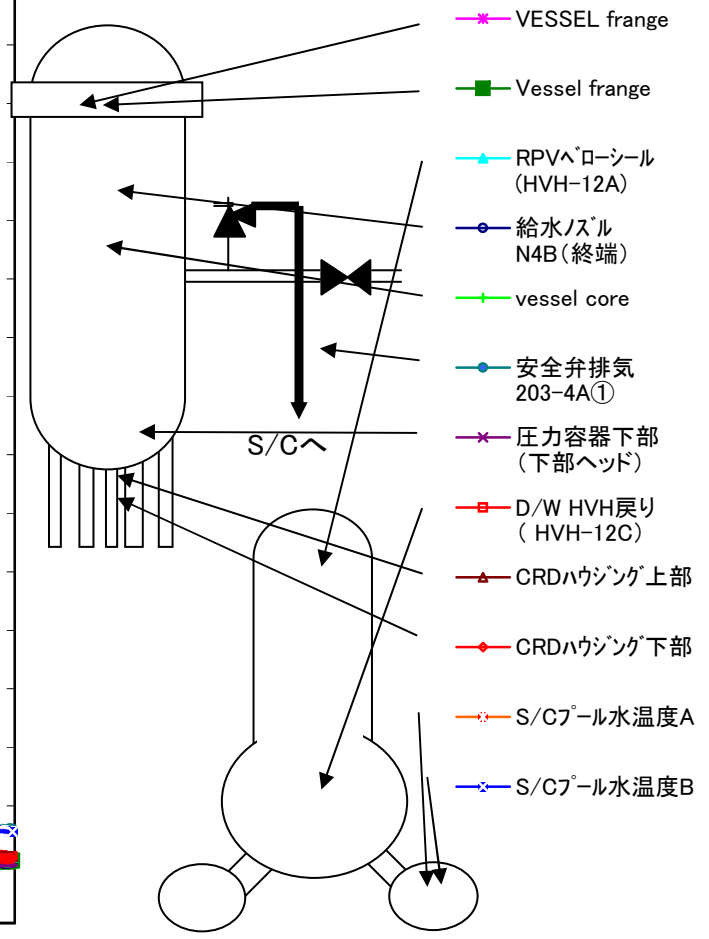 VESSEL frange
Vessel frange
RPVベローシール
(HVH-12A)
給水ノズル
N4B(終端)
vessel core
安全弁排気
203-4A①
圧力容器下部
(下部ヘッド)
D/W HVH戻り
( HVH-12C)
CRDハウジング上部
CRDハウジング下部
S/Cプール水温度A
S/Cプール水温度B
S/Cへ